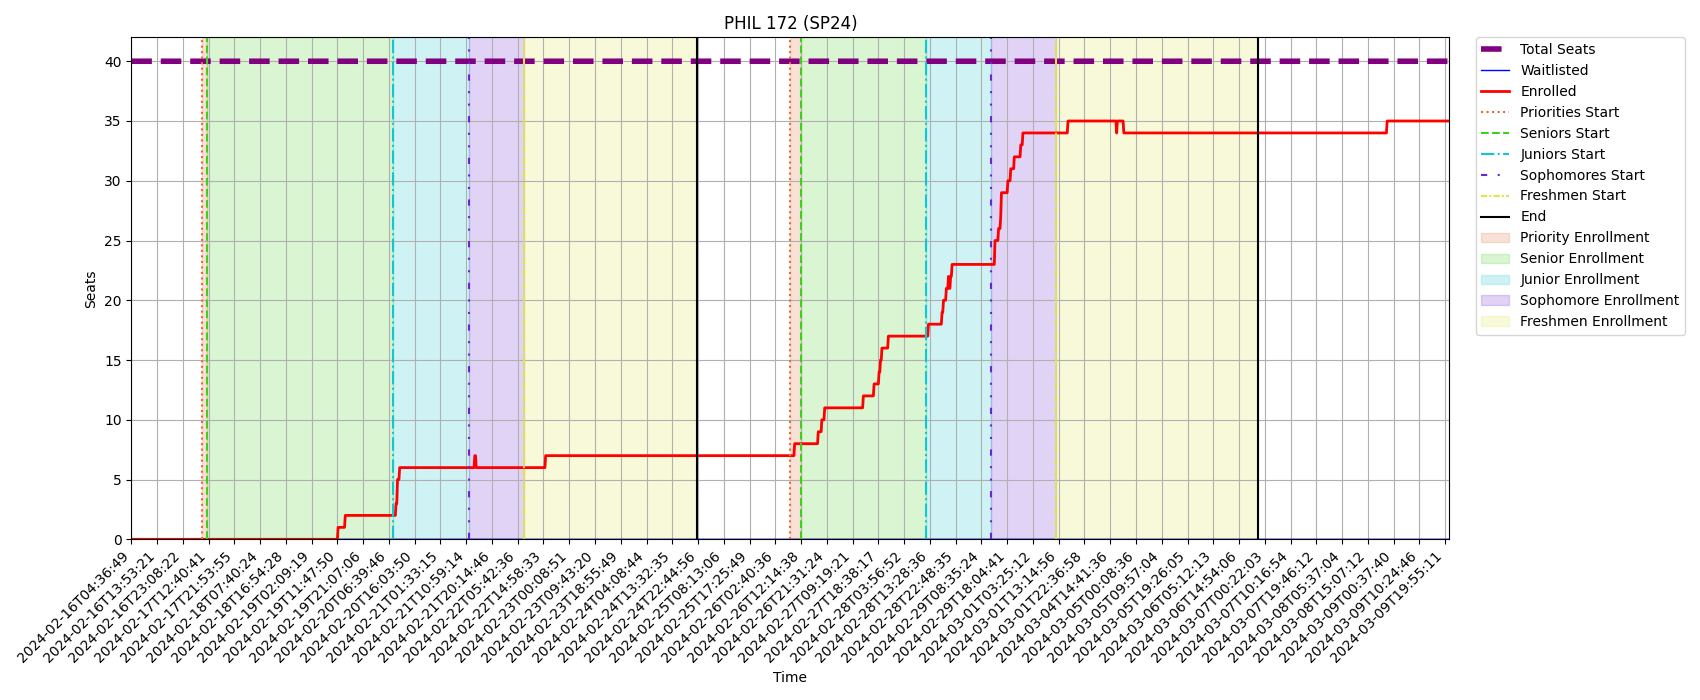 PHIL 172 (SP24)
Total Seats
Waitlisted
Enrolled
Priorities Start
Seniors Start
Juniors Start
Sophomores Start
Freshmen Start
End
Priority Enrollment
Senior Enrollment
Junior Enrollment
Sophomore Enrollment
Freshmen Enrollment
Seats
40
35
30
25
20
15
10
5
0
2024-02-16T04:36:49
2024-02-16T13:53:21
2024-02-16T23:08:22
2024-02-17T12:40:41
2024-02-17T21:53:55
2024-02-18T07:40:24
2024-02-18T16:54:28
2024-02-19T02:09:19
2024-02-19T11:47:50
2024-02-19T21:07:06
2024-02-20T06:39:46
2024-02-20T16:03:50
2024-02-21T01:33:15
2024-02-21T10:59:14
2024-02-21T20:14:46
2024-02-22T05:42:36
2024-02-22T14:58:33
2024-02-23T00:08:51
2024-02-23T09:43:20
2024-02-23T18:55:49
2024-02-24T04:08:44
2024-02-24T13:32:35
2024-02-24T22:44:56
2024-02-25T08:13:06
2024-02-25T17:25:49
2024-02-26T02:40:36
2024-02-26T12:14:38
2024-02-26T21:31:24
2024-02-27T09:19:21
2024-02-27T18:38:17
2024-02-28T03:56:52
2024-02-28T13:28:36
2024-02-28T22:48:35
2024-02-29T08:35:24
2024-02-29T18:04:41
2024-03-01T03:25:12
2024-03-01T13:14:56
2024-03-01T22:36:58
2024-03-04T14:41:36
2024-03-05T00:08:36
2024-03-05T09:57:04
2024-03-05T19:26:05
2024-03-06T05:12:13
2024-03-06T14:54:06
2024-03-07T00:22:03
2024-03-07T10:16:54
2024-03-07T19:46:12
2024-03-08T05:37:04
2024-03-08T15:07:12
2024-03-09T00:37:40
2024-03-09T10:24:46
2024-03-09T19:55:11
Time